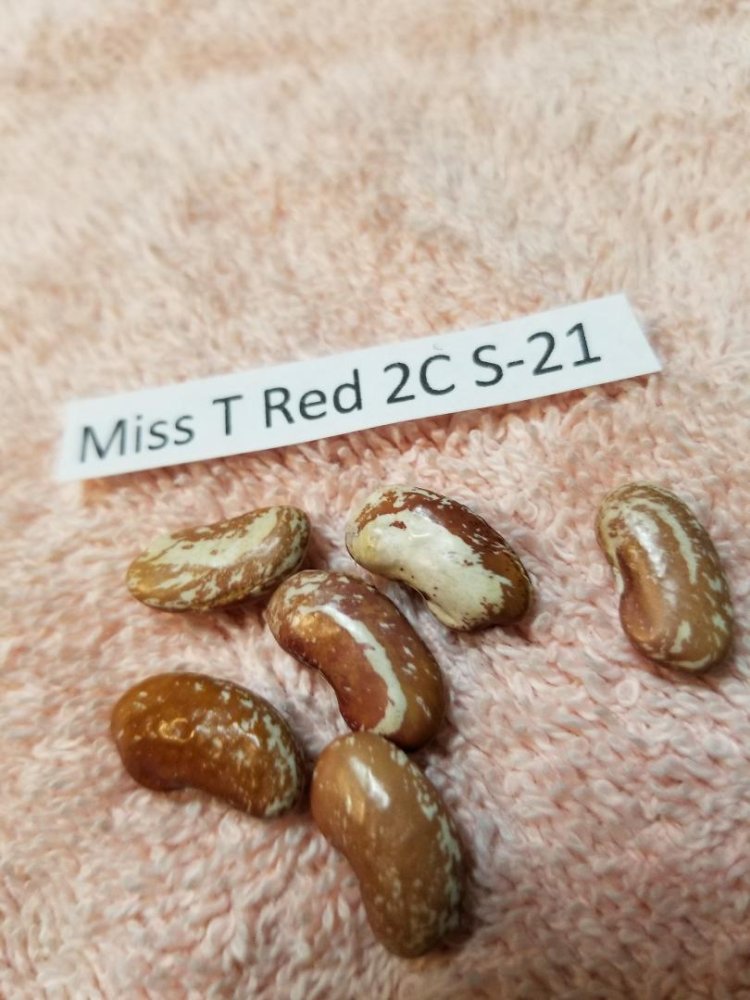 Miss T Red 2C S-21